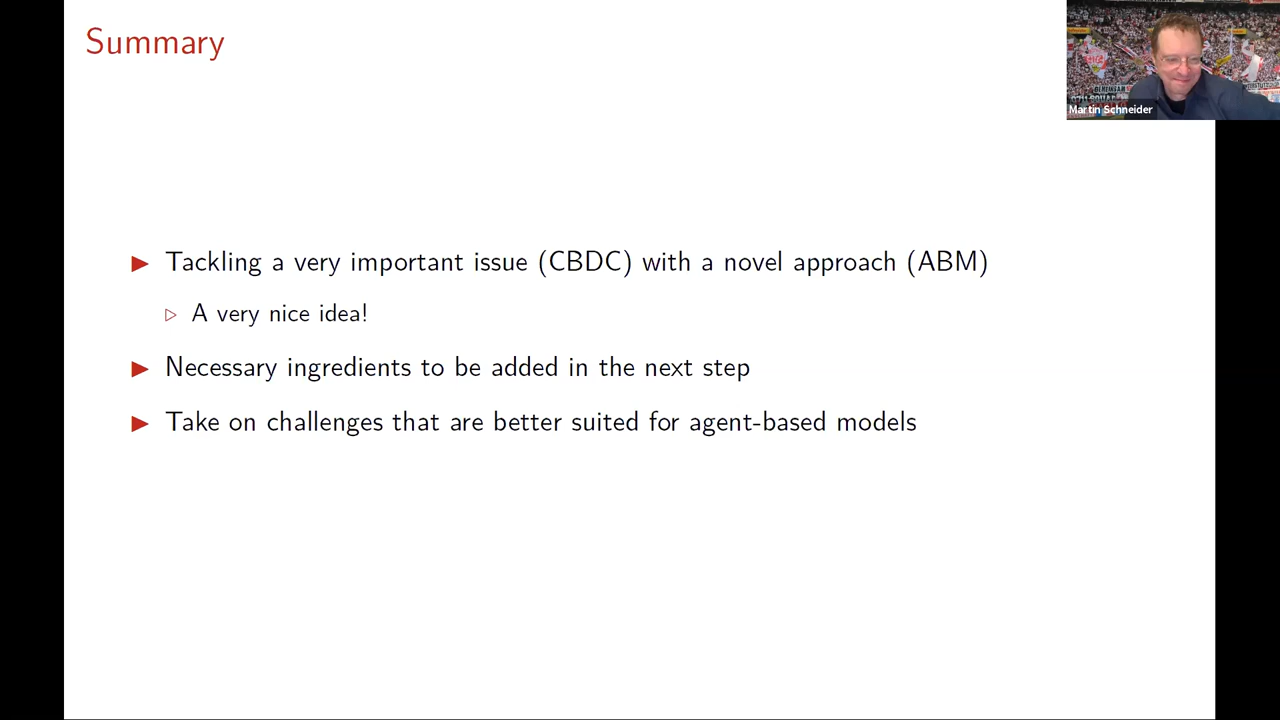 Summary
Martin Schneider
▶ Tackling a very important issue (CBDC) with a novel approach (ABM)
▷ A very nice idea!
▶ Necessary ingredients to be added in the next step
▶ Take on challenges that are better suited for agent-based models